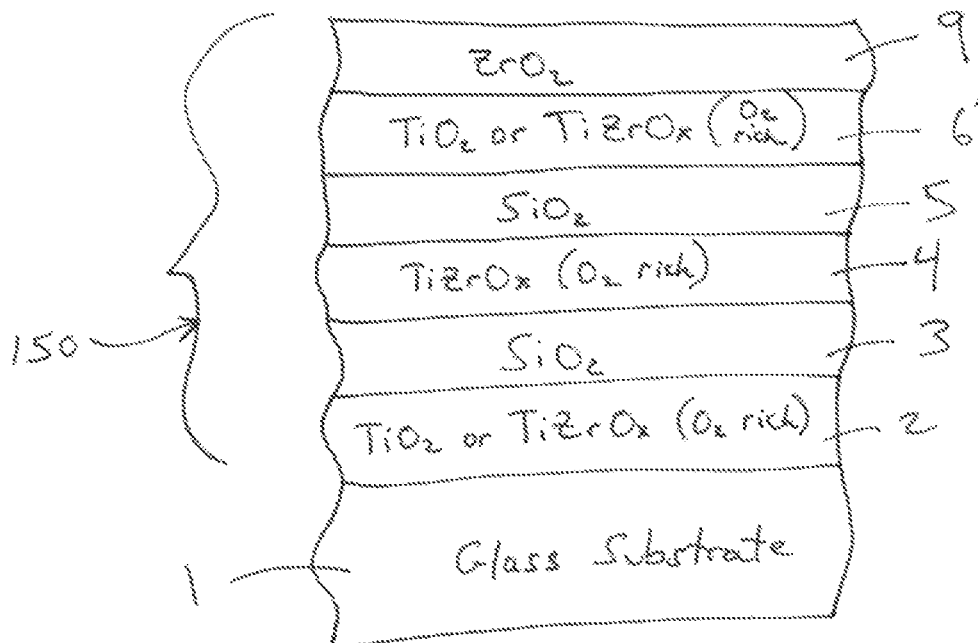 ZrO₂ 9
TiO₂ or TiZrOₓ (O₂ rich) 6'
SiO₂ 5
TiZrOₓ (O₂ rich) 4
150
SiO₂ 3
TiO₂ or TiZrOₓ (O₂ rich) 2
Glass Substrate
1